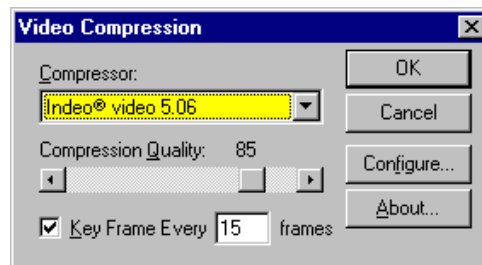 Video Compression
Compressor:
Indeo® video 5.06
Compression Quality: 85
Key Frame Every 15 frames
OK
Cancel
Configure...
About...